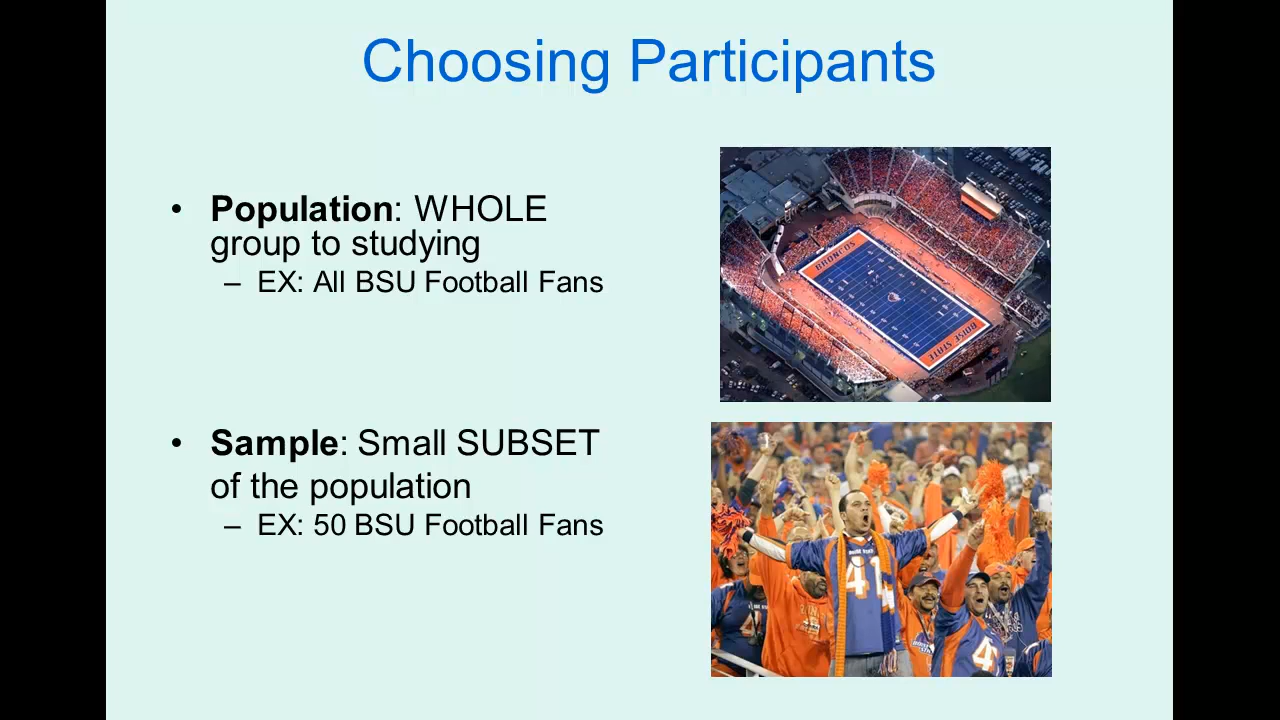 Choosing Participants
• Population: WHOLE
group to studying
– EX: All BSU Football Fans
BRONCOS
BOISE STATE
• Sample: Small SUBSET
of the population
– EX: 50 BSU Football Fans
41
4